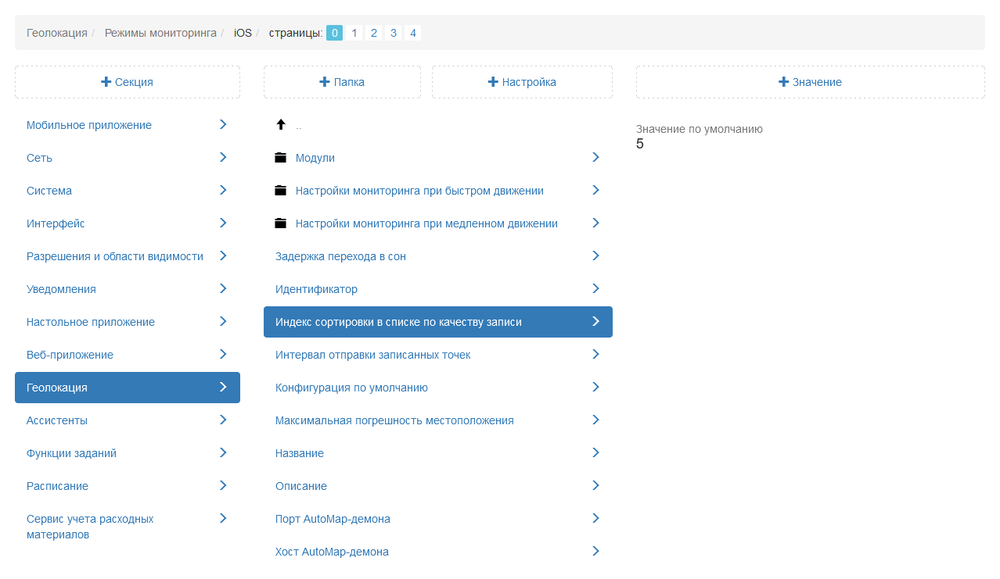 Геолокация / Режимы мониторинга / iOS / страницы: 0 1 2 3 4
Секция
Папка
Настройка
Значение
Мобильное приложение
Сеть
Система
Интерфейс
Разрешения и области видимости
Уведомления
Настольное приложение
Веб-приложение
Геолокация
Ассистенты
Функции заданий
Расписание
Сервис учета расходных
материалов
..
Модули
Настройки мониторинга при быстром движении
Настройки мониторинга при медленном движении
Задержка перехода в сон
Идентификатор
Индекс сортировки в списке по качеству записи
Интервал отправки записанных точек
Конфигурация по умолчанию
Максимальная погрешность местоположения
Название
Описание
Порт AutoMap-демона
Хост AutoMap-демона
Значение по умолчанию
5